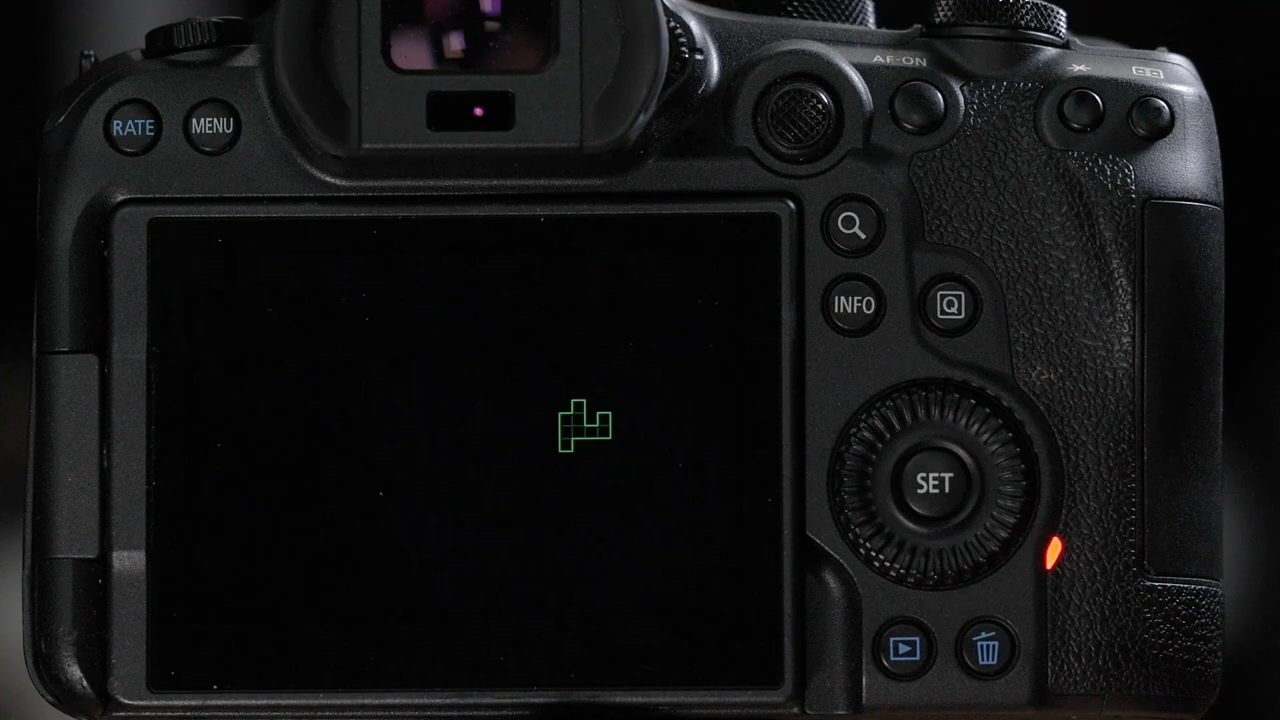 AF-ON
RATE
MENU
INFO
Q
SET